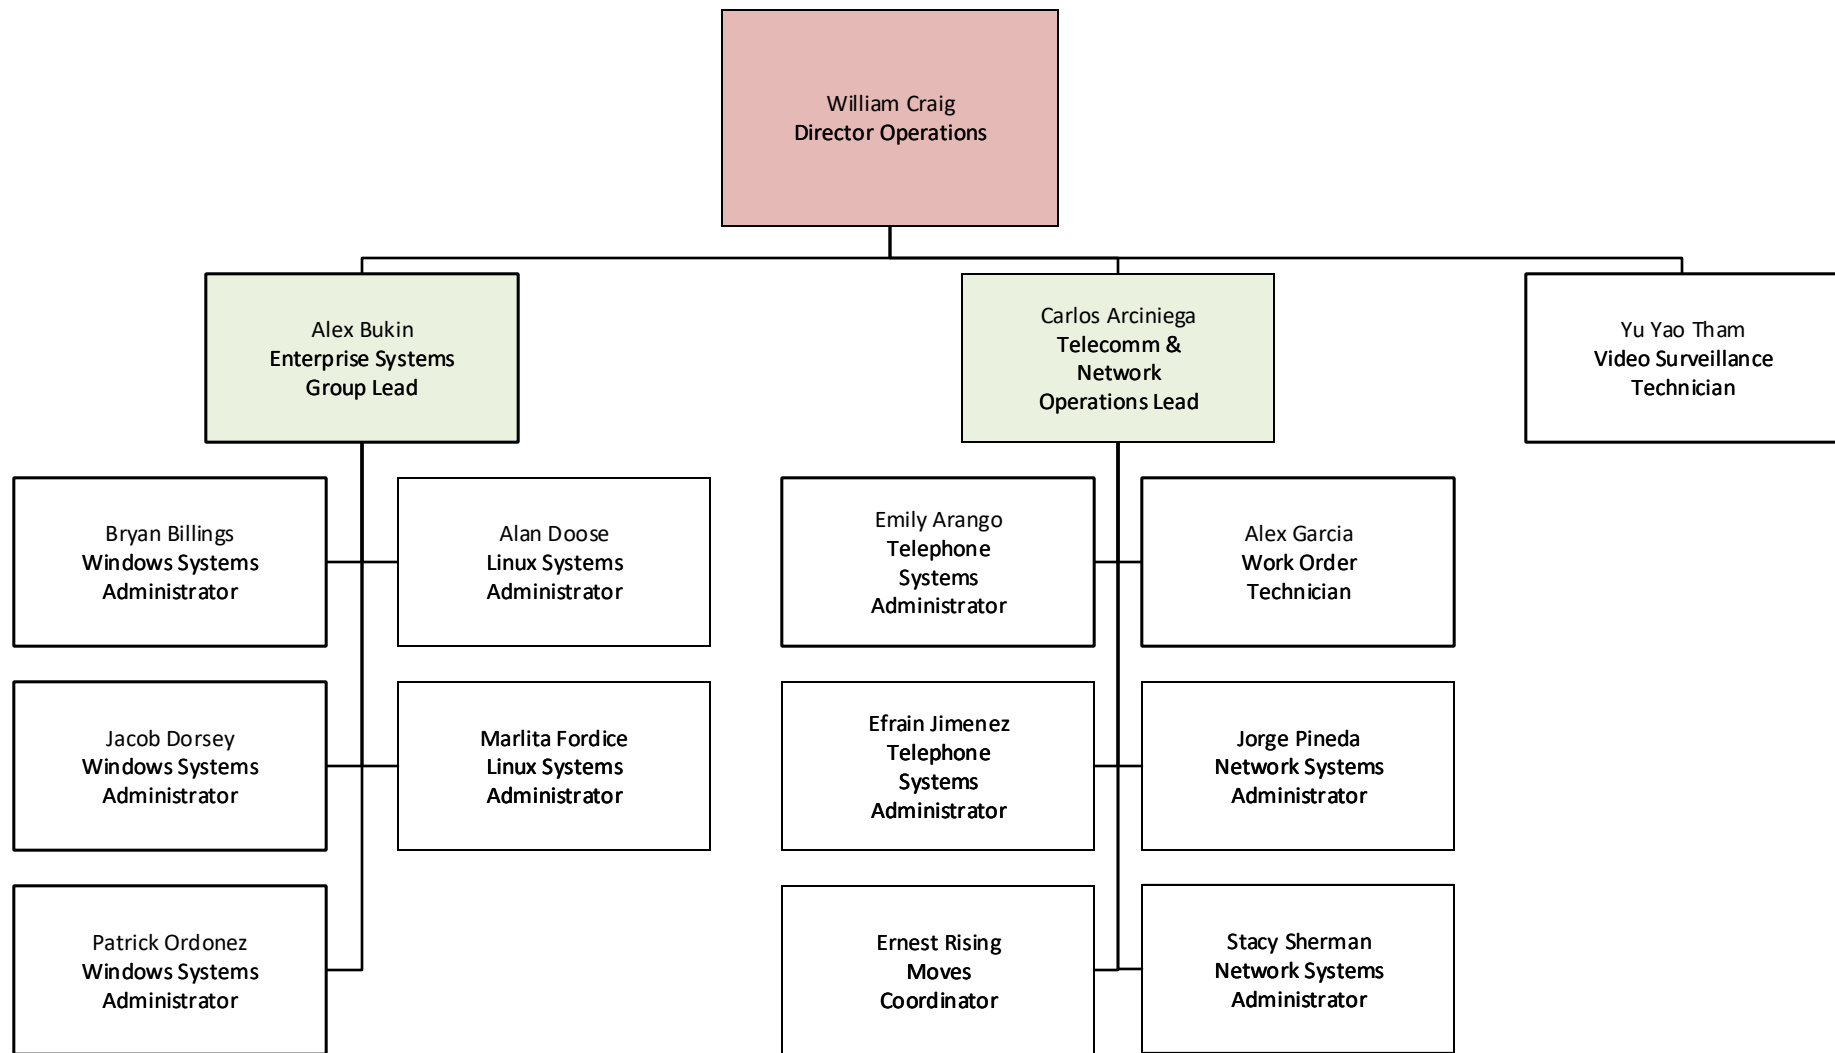 William Craig
Director Operations
Alex Bukin
Enterprise Systems
Group Lead
Carlos Arciniega
Telecomm &
Network
Operations Lead
Yu Yao Tham
Video Surveillance
Technician
Bryan Billings
Windows Systems
Administrator
Alan Doose
Linux Systems
Administrator
Emily Arango
Telephone
Systems
Administrator
Alex Garcia
Work Order
Technician
Jacob Dorsey
Windows Systems
Administrator
Marlita Fordice
Linux Systems
Administrator
Efrain Jimenez
Telephone
Systems
Administrator
Jorge Pineda
Network Systems
Administrator
Patrick Ordonez
Windows Systems
Administrator
Ernest Rising
Moves
Coordinator
Stacy Sherman
Network Systems
Administrator